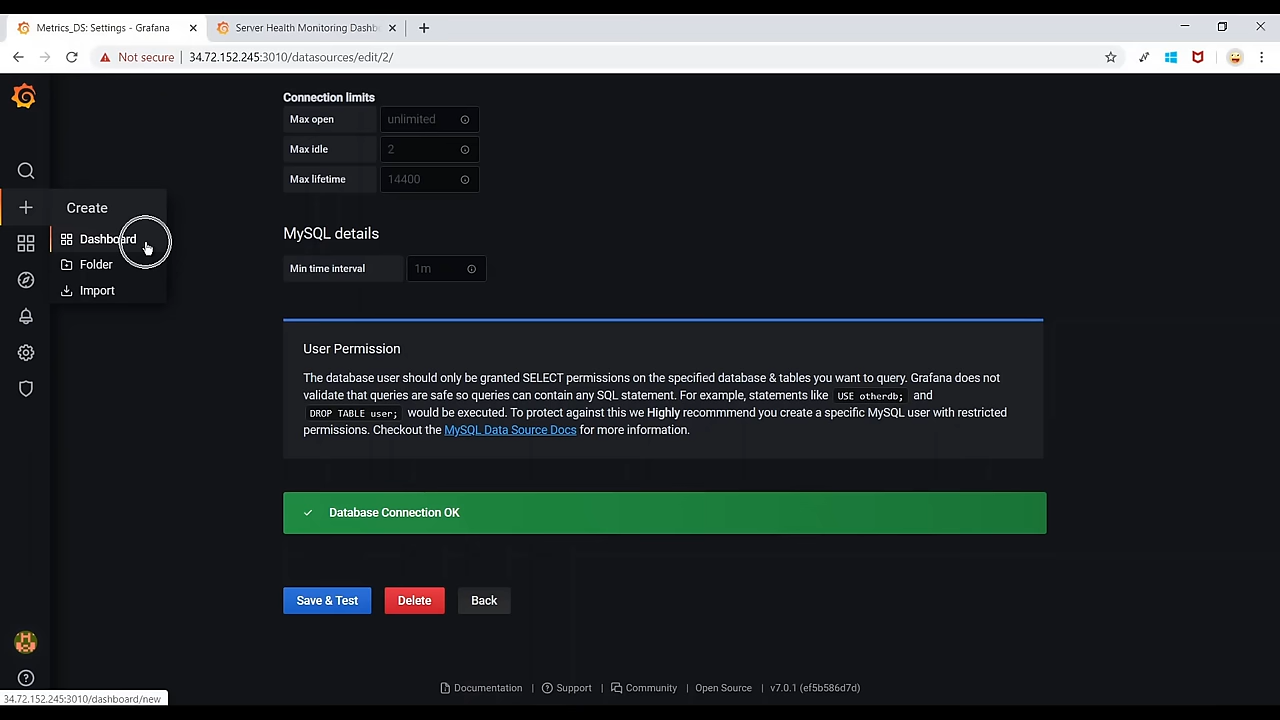 Metrics_DS: Settings - Grafana
Server Health Monitoring Dashb
Not secure
34.72.152.245:3010/datasources/edit/2/
Connection limits
Max open
unlimited
Max idle
2
Max lifetime
14400
Create
Dashboard
Folder
Import
MySQL details
Min time interval
1m
User Permission
The database user should only be granted SELECT permissions on the specified database & tables you want to query. Grafana does not
validate that queries are safe so queries can contain any SQL statement. For example, statements like USE otherdb; and
DROP TABLE user; would be executed. To protect against this we Highly recommmend you create a specific MySQL user with restricted
permissions. Checkout the MySQL Data Source Docs for more information.
Database Connection OK
Save & Test
Delete
Back
Documentation | Support | Community | Open Source | v7.0.1 (ef5b586d7d)
34.72.152.245:3010/dashboard/new